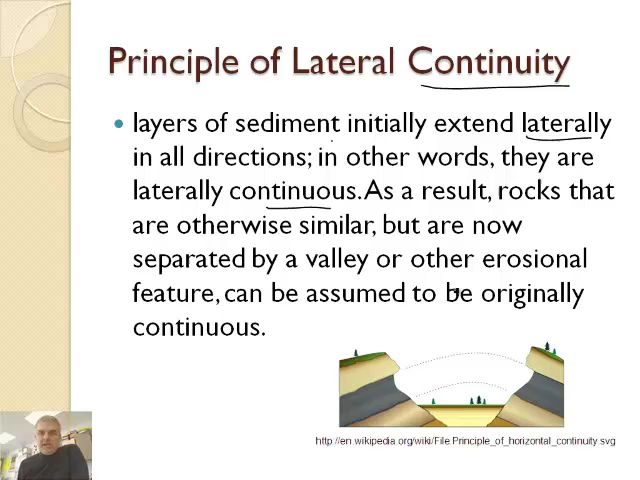 Principle of Lateral Continuity
layers of sediment initially extend laterally
in all directions; in other words, they are
laterally continuous. As a result, rocks that
are otherwise similar, but are now
separated by a valley or other erosional
feature, can be assumed to be originally
continuous.
http://en.wikipedia.org/wiki/File:Principle_of_horizontal_continuity.svg